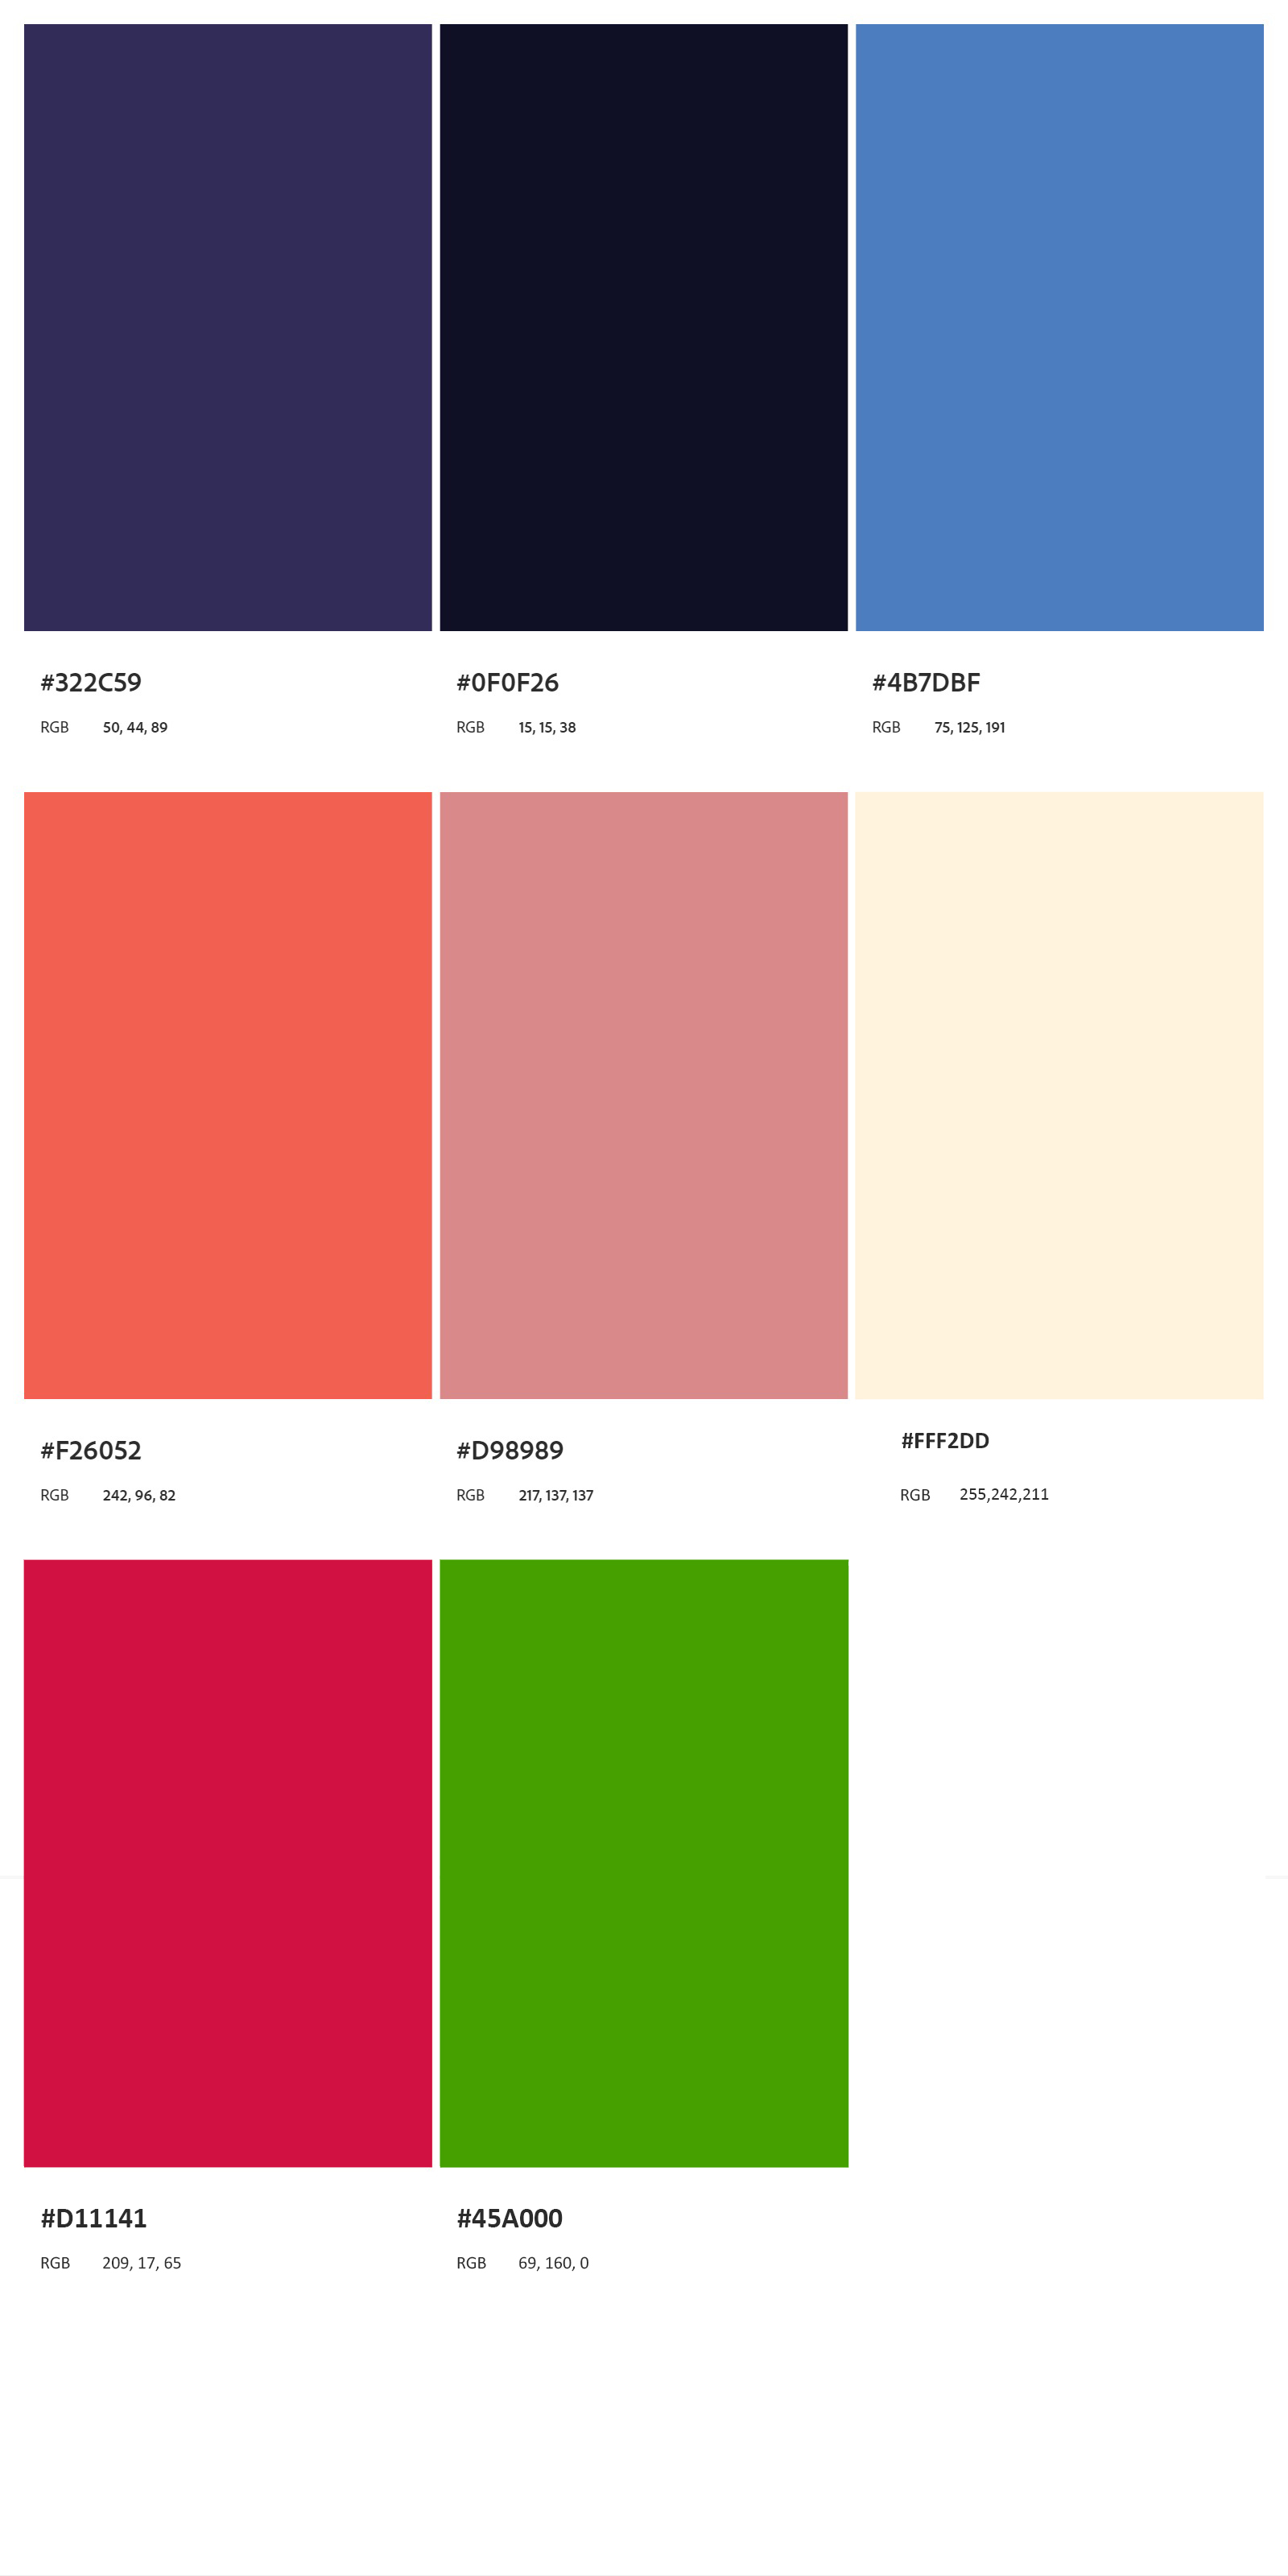 #322C59
RGB 50, 44, 89
#0F0F26
RGB 15, 15, 38
#4B7DBF
RGB 75, 125, 191
#F26052
RGB 242, 96, 82
#D98989
RGB 217, 137, 137
#FFF2DD
RGB 255,242,211
#D11141
RGB 209, 17, 65
#45A000
RGB 69, 160, 0